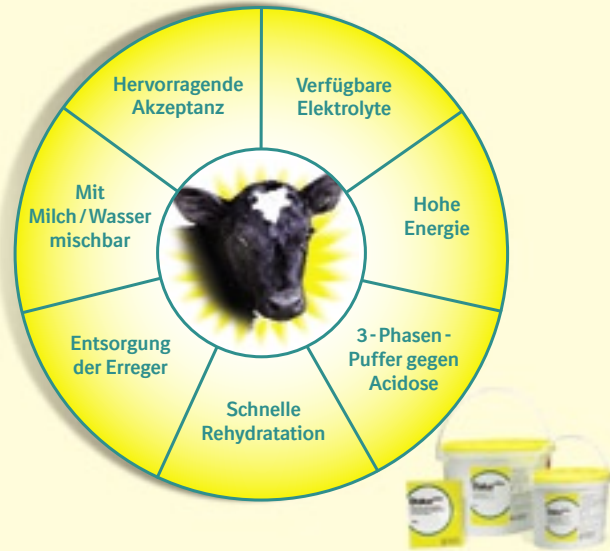 Hervorragende
Akzeptanz
Verfügbare
Elektrolyte
Hohe
Energie
3-Phasen-
Puffer gegen
Acidose
Schnelle
Rehydratation
Entsorgung
der Erreger
Mit
Milch/Wasser
mischbar